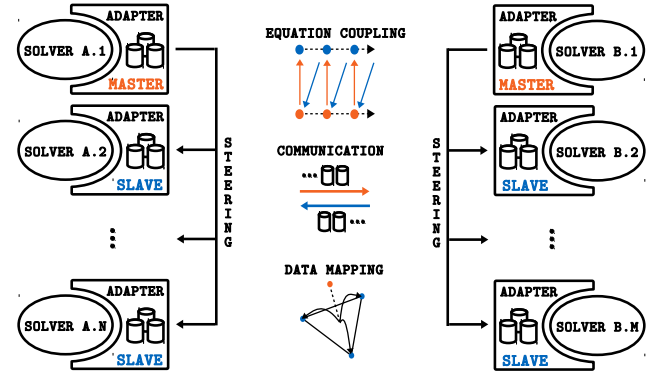 ADAPTER
SOLVER A.1
MASTER
ADAPTER
SOLVER A.2
SLAVE
ADAPTER
SOLVER A.N
SLAVE
STEERING
EQUATION COUPLING
COMMUNICATION
DATA MAPPING
STEERING
ADAPTER
SOLVER B.1
MASTER
ADAPTER
SOLVER B.2
SLAVE
ADAPTER
SOLVER B.M
SLAVE